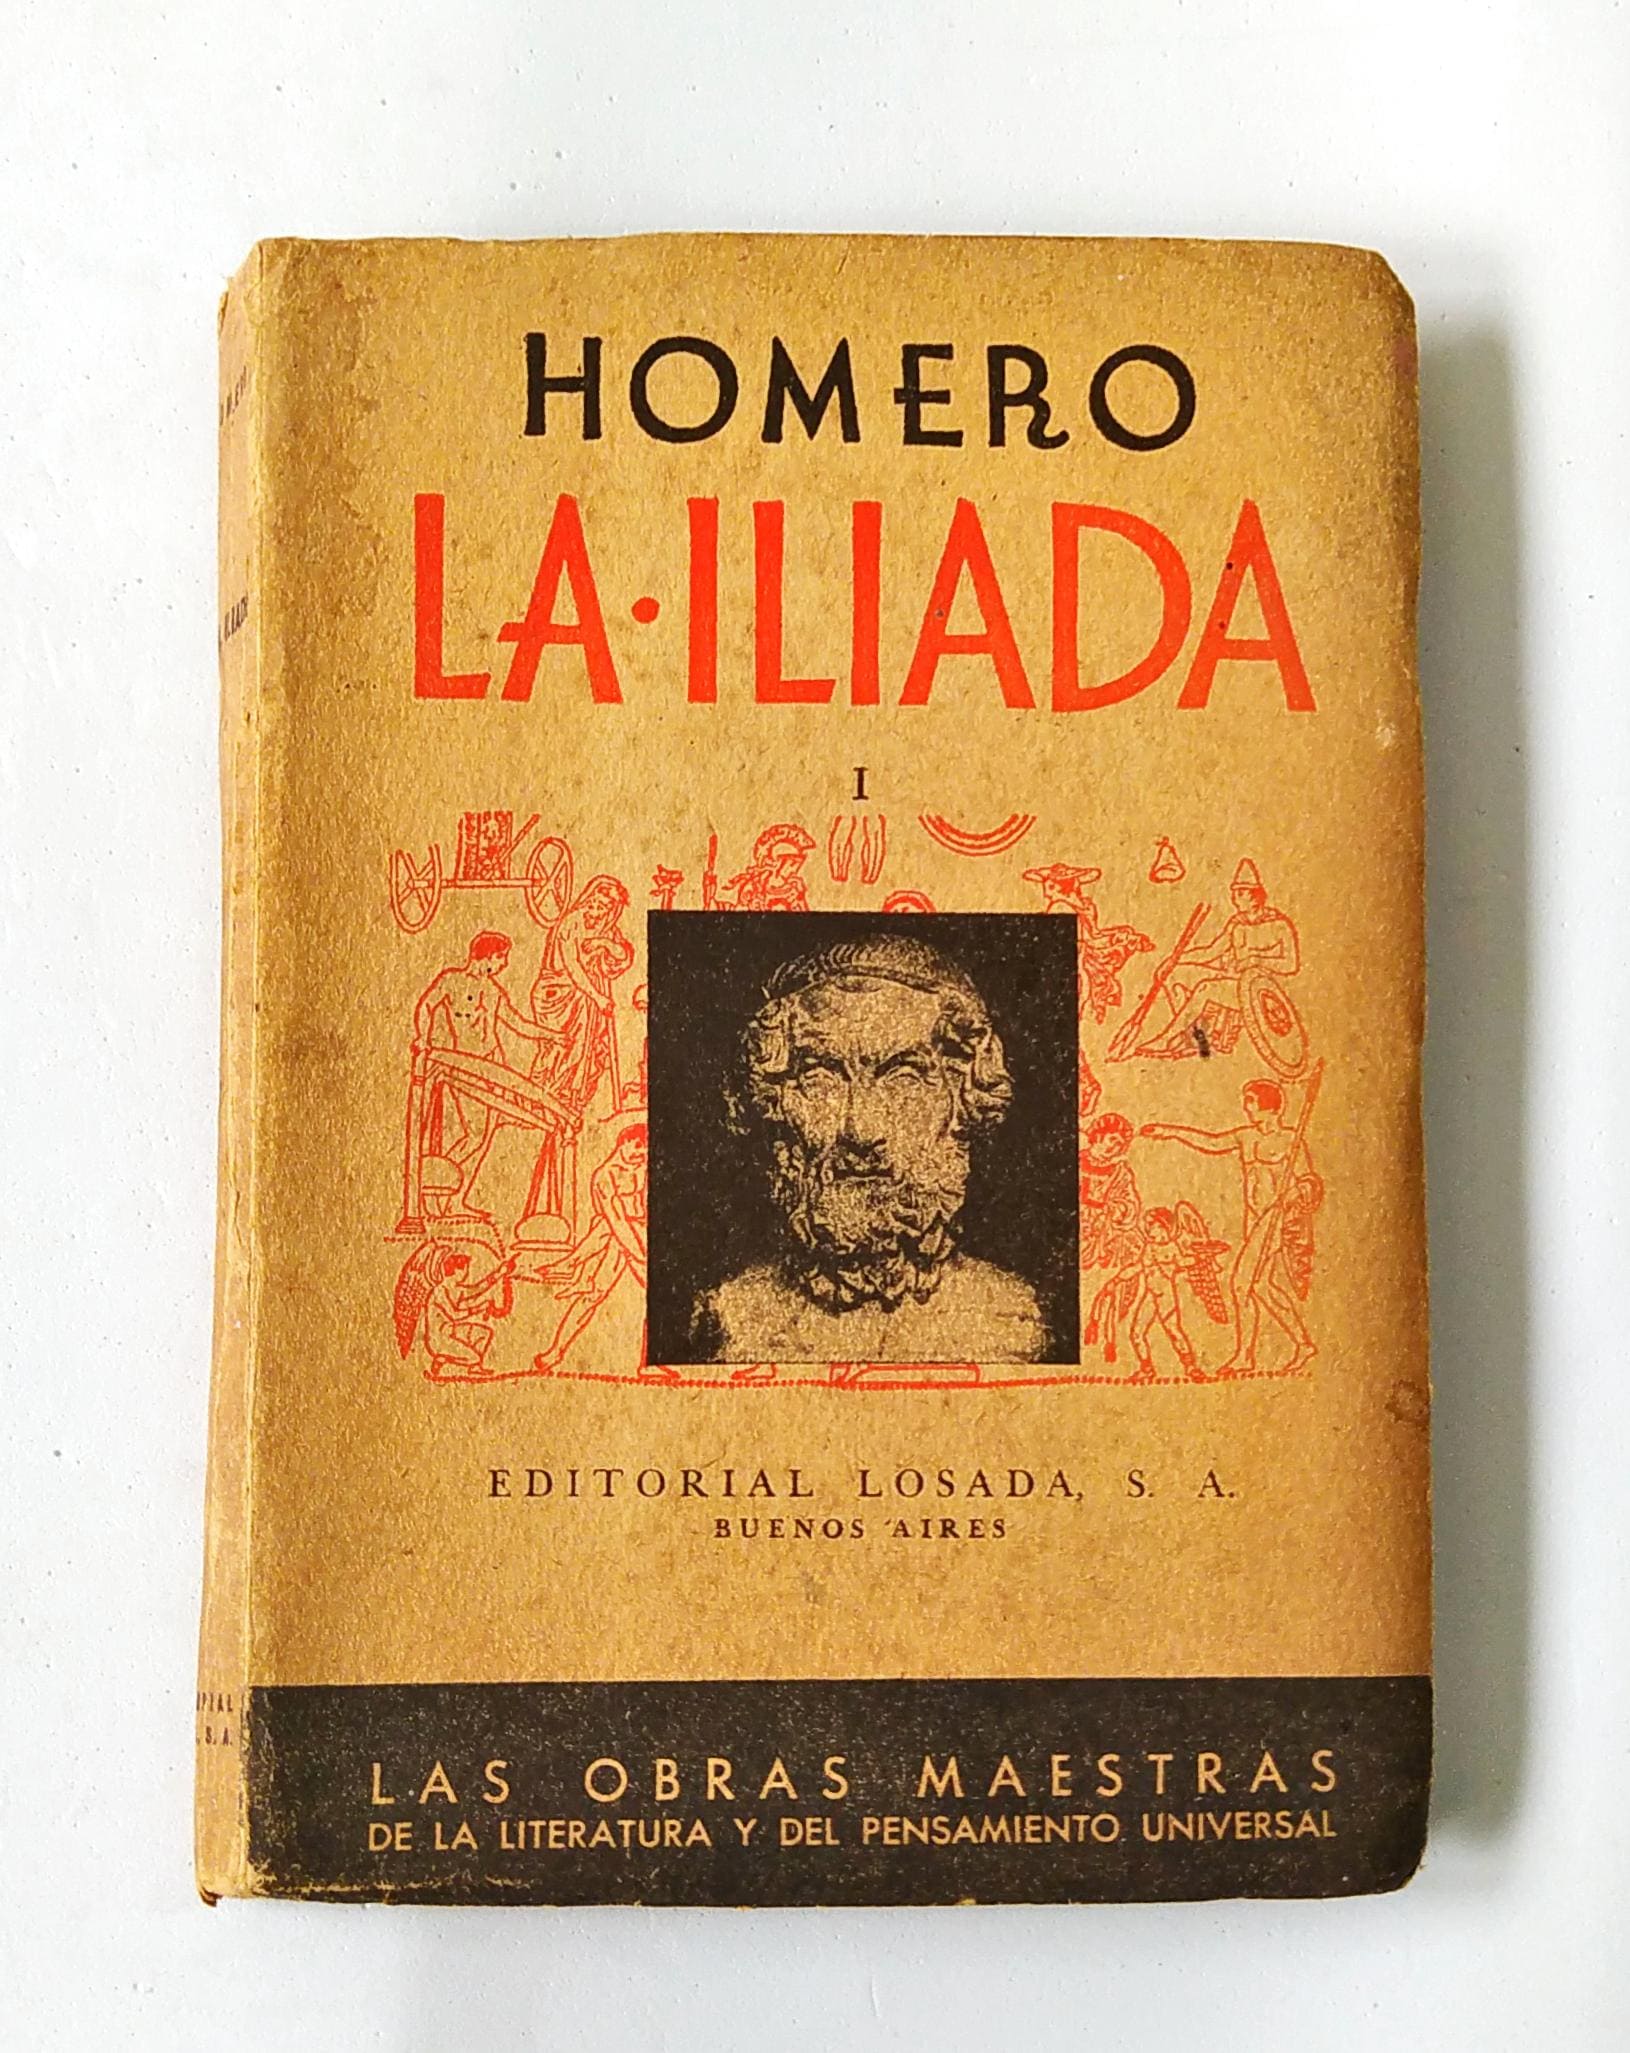 HOMERO
LA·ILIADA
I
EDITORIAL LOSADA, S. A.
BUENOS AIRES
LAS OBRAS MAESTRAS
DE LA LITERATURA Y DEL PENSAMIENTO UNIVERSAL
S. A.